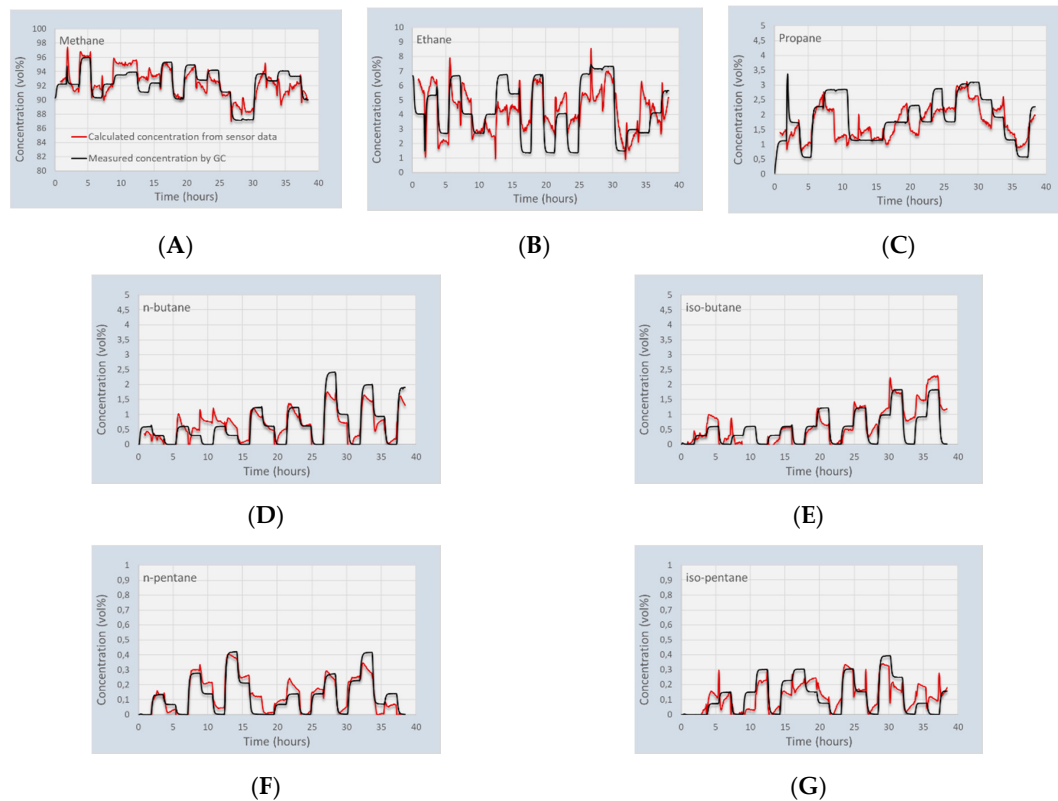 Methane
Concentration (vol%)
100
98
96
94
92
90
88
86
84
82
80
Calculated concentration from sensor data
Measured concentration by GC
0 5 10 15 20 25 30 35 40
Time (hours)
(A)
Ethane
Concentration (vol%)
10
9
8
7
6
5
4
3
2
1
0
0 5 10 15 20 25 30 35 40
Time (hours)
(B)
Propane
Concentration (vol%)
5
4,5
4
3,5
3
2,5
2
1,5
1
0,5
0
0 5 10 15 20 25 30 35 40
Time (hours)
(C)
n-butane
Concentration (vol%)
5
4,5
4
3,5
3
2,5
2
1,5
1
0,5
0
0 5 10 15 20 25 30 35 40
Time (hours)
(D)
iso-butane
Concentration (vol%)
5
4,5
4
3,5
3
2,5
2
1,5
1
0,5
0
0 5 10 15 20 25 30 35 40
Time (hours)
(E)
n-pentane
Concentration (vol%)
1
0,9
0,8
0,7
0,6
0,5
0,4
0,3
0,2
0,1
0
0 5 10 15 20 25 30 35 40
Time (hours)
(F)
iso-pentane
Concentration (vol%)
1
0,9
0,8
0,7
0,6
0,5
0,4
0,3
0,2
0,1
0
0 5 10 15 20 25 30 35 40
Time (hours)
(G)